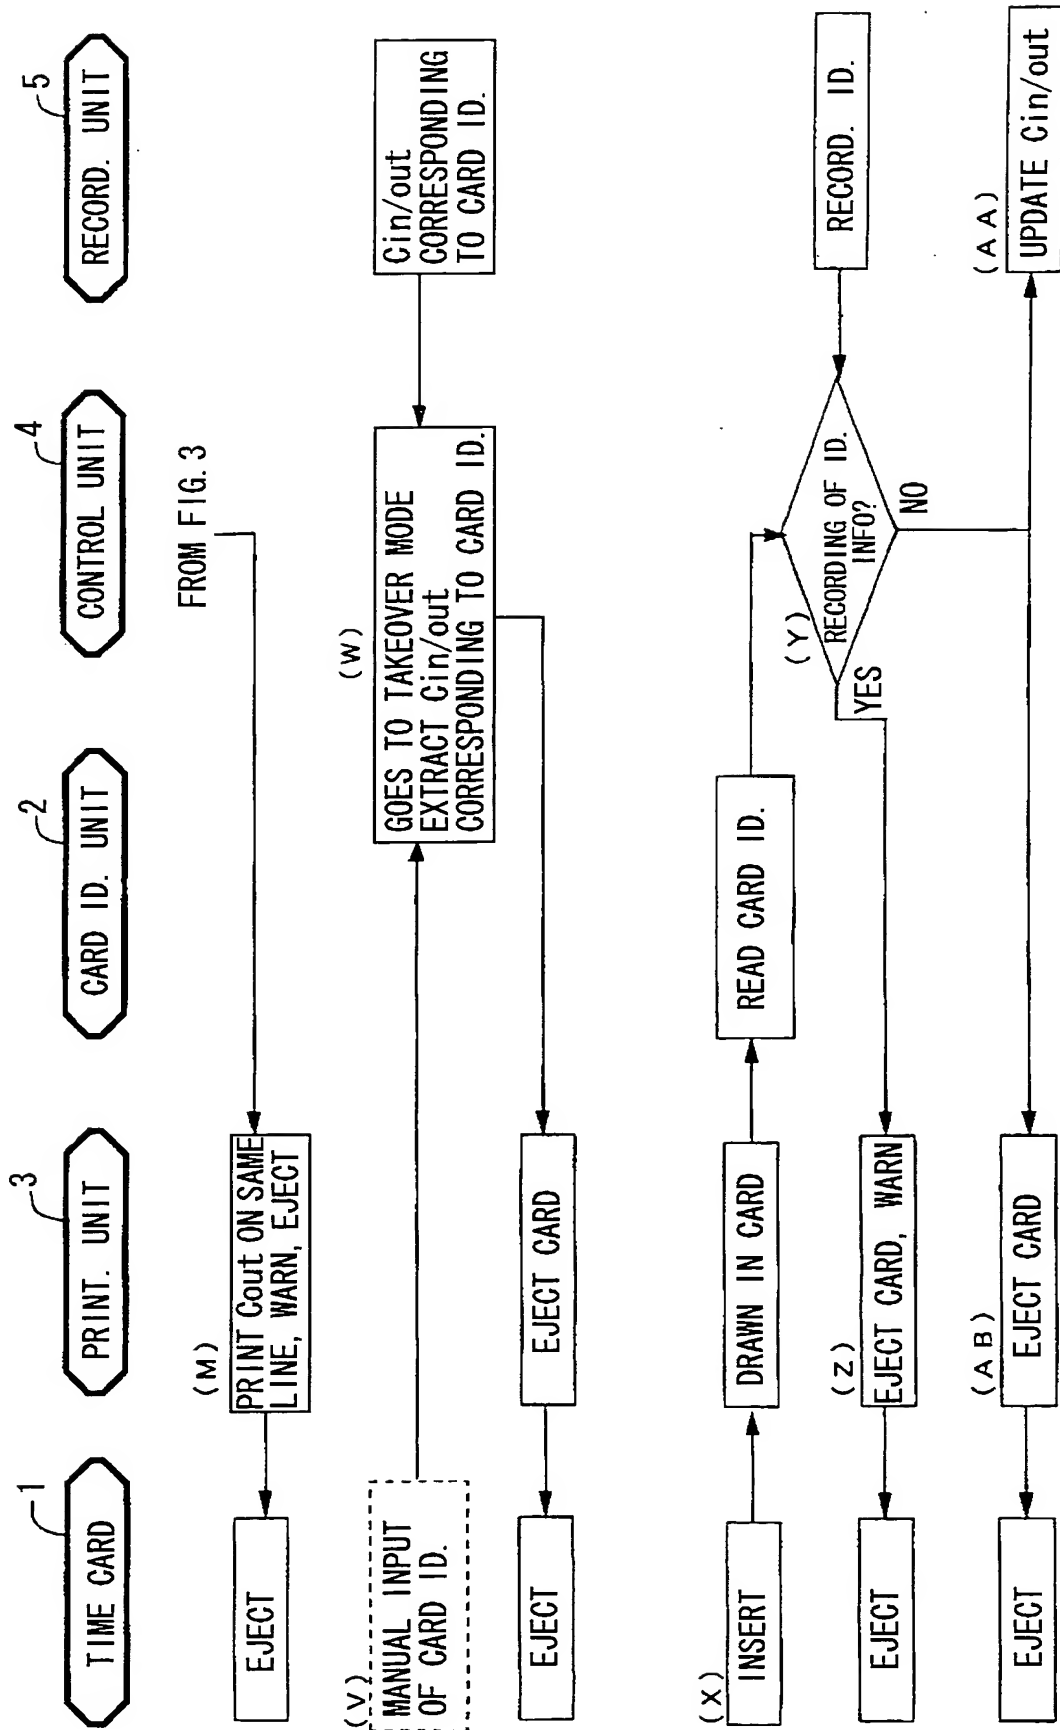 1
TIME CARD
3
PRINT. UNIT
2
CARD ID. UNIT
4
CONTROL UNIT
5
RECORD. UNIT
FROM FIG. 3
(M)
PRINT Cout ON SAME
LINE, WARN, EJECT
EJECT
(V)
MANUAL INPUT
OF CARD ID.
(W)
GOES TO TAKEOVER MODE
EXTRACT Cin/out
CORRESPONDING TO CARD ID.
Cin/out
CORRESPONDING
TO CARD ID.
EJECT
EJECT CARD
(X)
INSERT
DRAWN IN CARD
READ CARD ID.
(Y)
RECORDING OF ID.
INFO?
RECORD. ID.
YES
NO
EJECT
(Z)
EJECT CARD, WARN
EJECT
(AB)
EJECT CARD
(AA)
UPDATE Cin/out